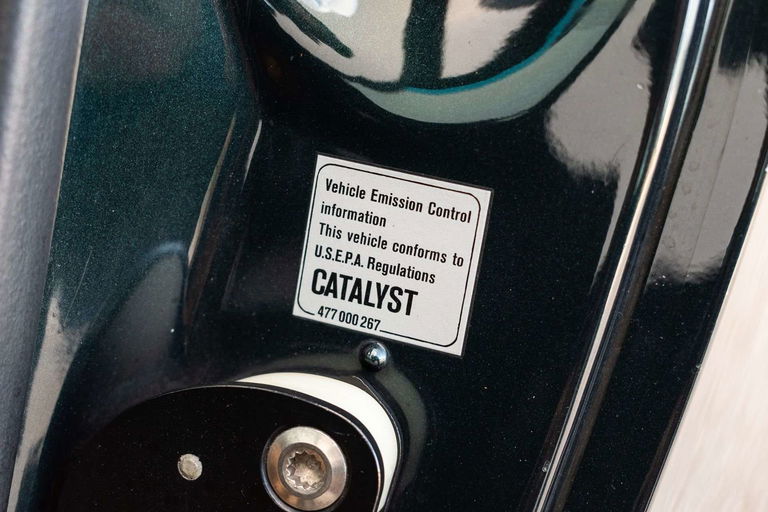 Vehicle Emission Control
information
This vehicle conforms to
U.S.E.P.A. Regulations
CATALYST
477 000 267